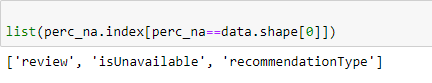 list(perc_na.index[perc_na==data.shape[0]])
['review', 'isUnavailable', 'recommendationType']